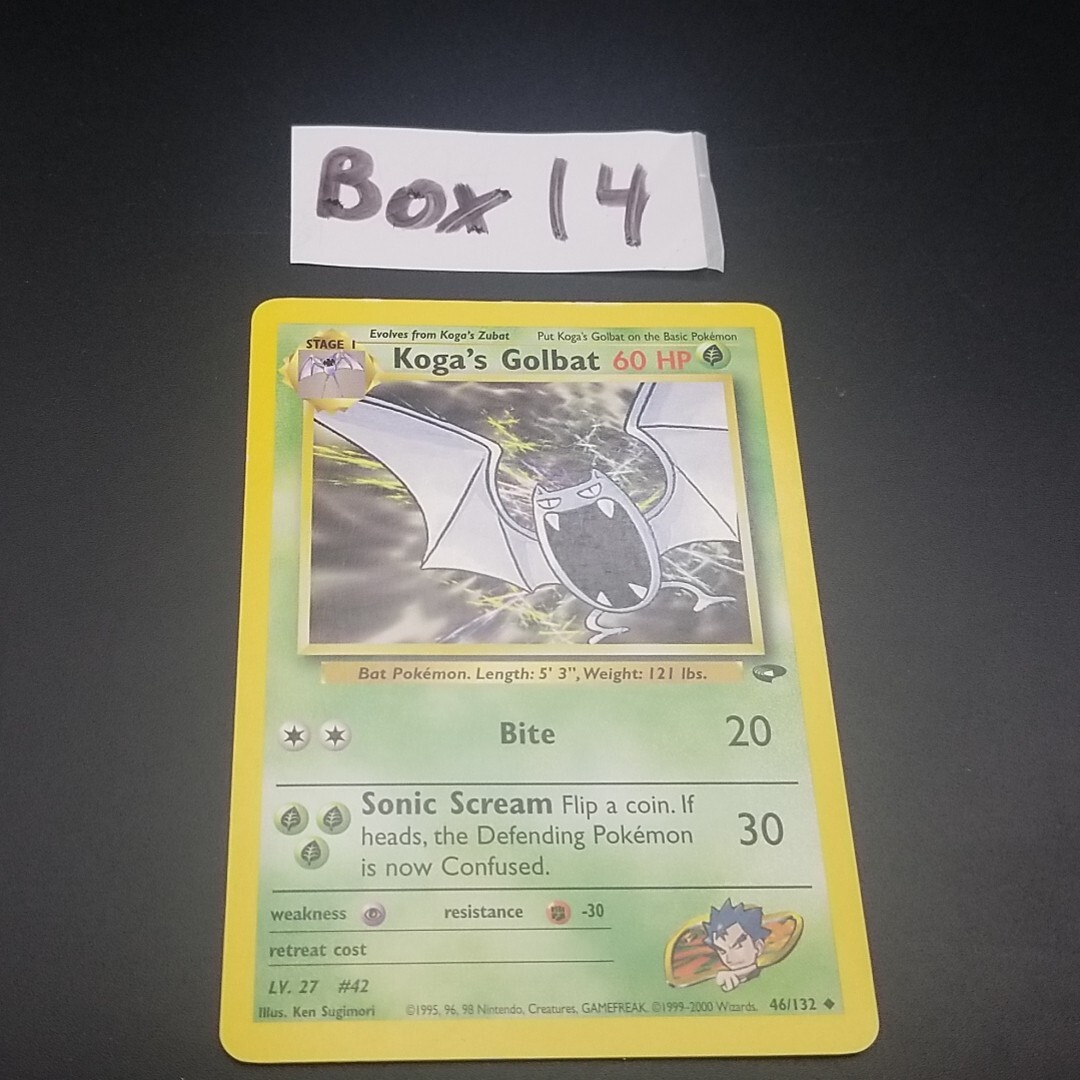 Box 14
Evolves from Koga's Zubat Put Koga's Golbat on the Basic Pokémon
STAGE 1
Koga's Golbat 60 HP
Bat Pokémon. Length: 5' 3", Weight: 121 lbs.
Bite 20
Sonic Scream Flip a coin. If
heads, the Defending Pokémon
is now Confused.
30
weakness resistance -30
retreat cost
LV. 27 #42
Illus. Ken Sugimori ©1995, 96, 98 Nintendo, Creatures, GAMEFREAK. ©1999-2000 Wizards. 46/132